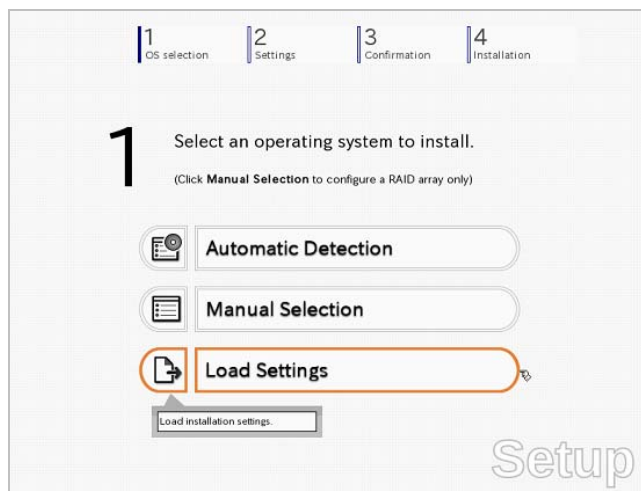 1 2 3 4
OS selection Settings Confirmation Installation
1 Select an operating system to install.
(Click Manual Selection to configure a RAID array only)
Automatic Detection
Manual Selection
Load Settings
Load installation settings.
Setup